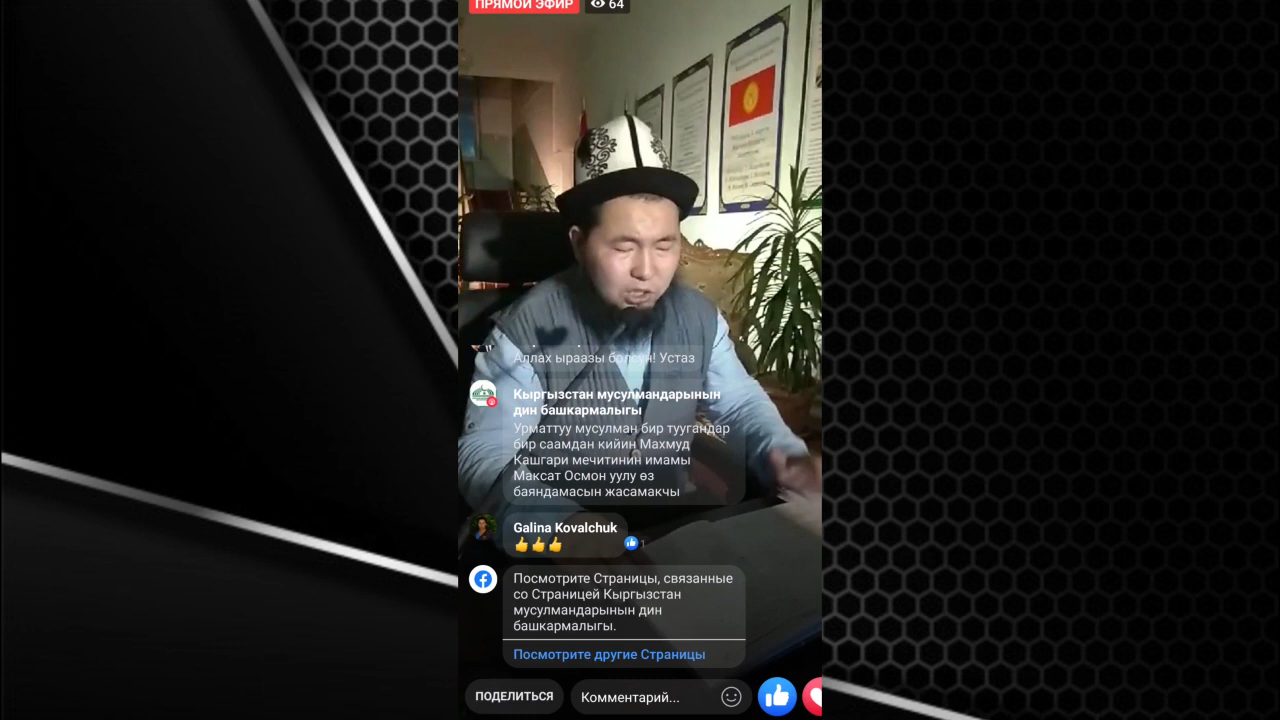 ПРЯМОЙ ЭФИР
64
Аллах ыраазы болсун! Устаз
Кыргызстан мусулмандарынын
дин башкармалыгы
Урматтуу мусулман бир туугандар
бир саамдан кийин Махмуд
Кашгари мечитинин имамы
Максат Осмон уулу өз
баяндамасын жасамакчы
Galina Kovalchuk
👍👍👍
1
Посмотрите Страницы, связанные
со Страницей Кыргызстан
мусулмандарынын дин
башкармалыгы.
Посмотрите другие Страницы
ПОДЕЛИТЬСЯ
Комментарий...